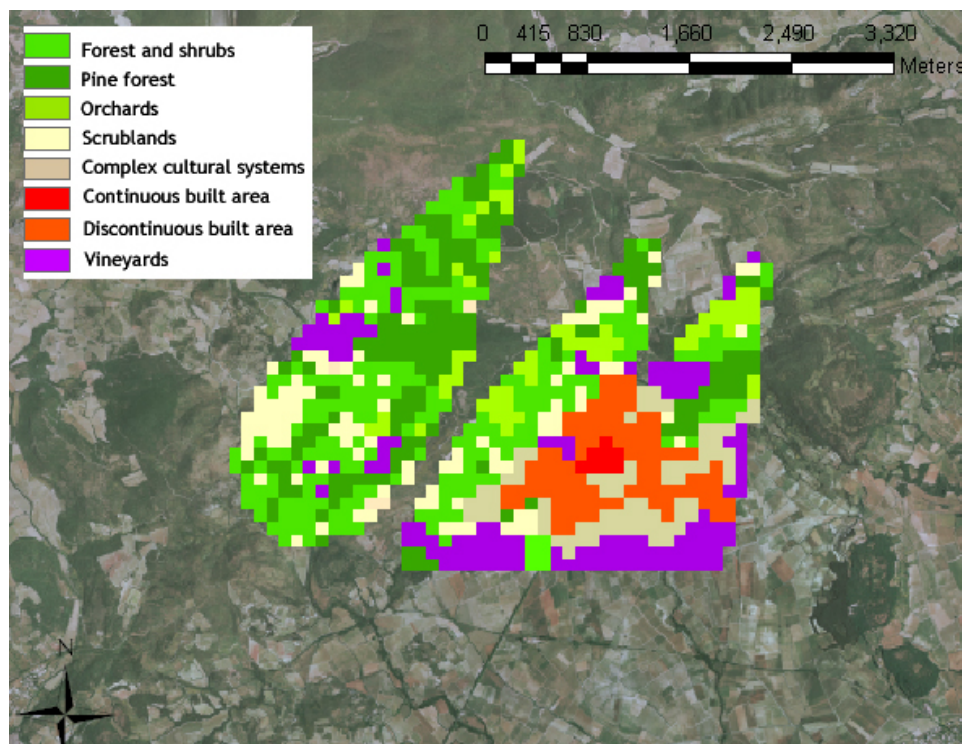 0 415 830 1,660 2,490 3,320
Meters
Forest and shrubs
Pine forest
Orchards
Scrublands
Complex cultural systems
Continuous built area
Discontinuous built area
Vineyards
N